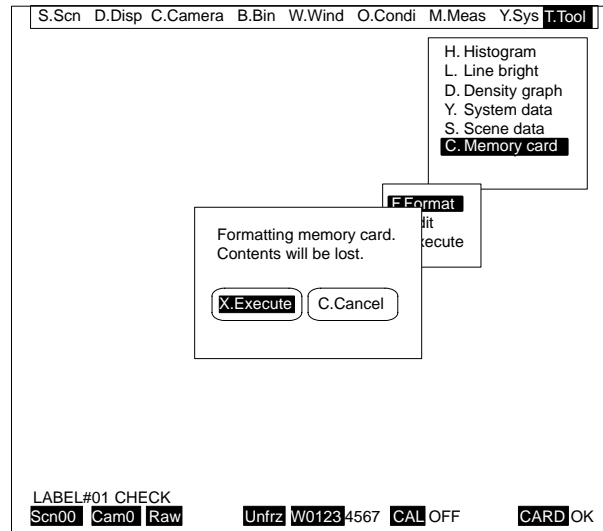 S.Scn D.Disp C.Camera B.Bin W.Wind O.Condi M.Meas Y.Sys T.Tool
H. Histogram
L. Line bright
D. Density graph
Y. System data
S. Scene data
C. Memory card
F.Format
Formatting memory card.
Contents will be lost.
X.Execute C.Cancel
LABEL#01 CHECK
Scn00 Cam0 Raw Unfrz W01234567 CAL OFF CARD OK